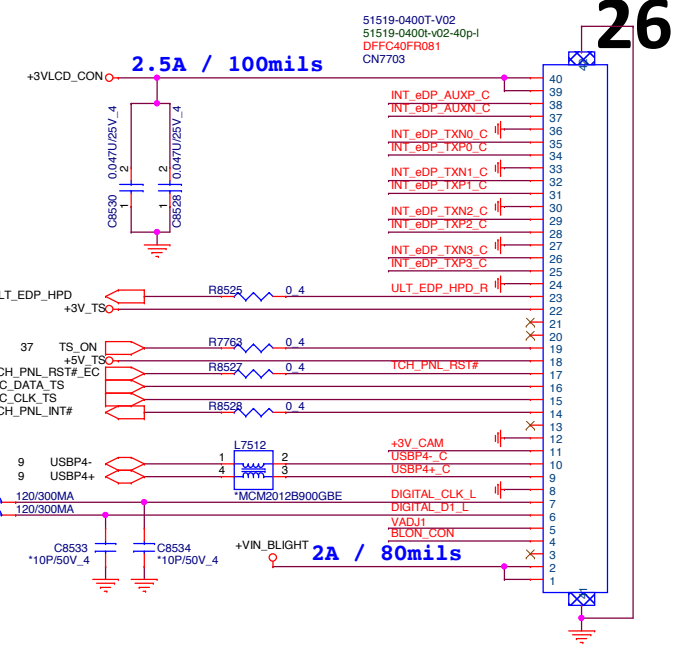 26
51519-0400T-V02
51519-0400t-v02-40p-l
DFFC40FR081
CN7703
2.5A / 100mils
+3VLCD_CON
40
39
INT_eDP_AUXP_C
38
INT_eDP_AUXN_C
37
36
INT_eDP_TXN0_C
35
INT_eDP_TXP0_C
34
33
INT_eDP_TXN1_C
32
INT_eDP_TXP1_C
31
30
INT_eDP_TXN2_C
29
INT_eDP_TXP2_C
28
27
INT_eDP_TXN3_C
26
INT_eDP_TXP3_C
25
24
C8530 0.047U/25V_4
1 2
C8528 0.047U/25V_4
1 2
LT_EDP_HPD
R8525 0_4
ULT_EDP_HPD_R
23
+3V_TS
22
21
20
37 TS_ON
R7763 0_4
19
+5V_TS
18
CH_PNL_RST#_EC
R8527 0_4
TCH_PNL_RST#
17
C_DATA_TS
16
C_CLK_TS
15
CH_PNL_INT#
R8528 0_4
14
13
12
+3V_CAM
11
L7512
9 USBP4-
1 2
USBP4-_C
10
9 USBP4+
4 3
USBP4+_C
9
*MCM2012B900GBE
8
120/300MA
DIGITAL_CLK_L
7
120/300MA
DIGITAL_D1_L
6
VADJ1
5
BLON_CON
4
3
C8533
*10P/50V_4
C8534
*10P/50V_4
+VIN_BLIGHT
2A / 80mils
2
1
41